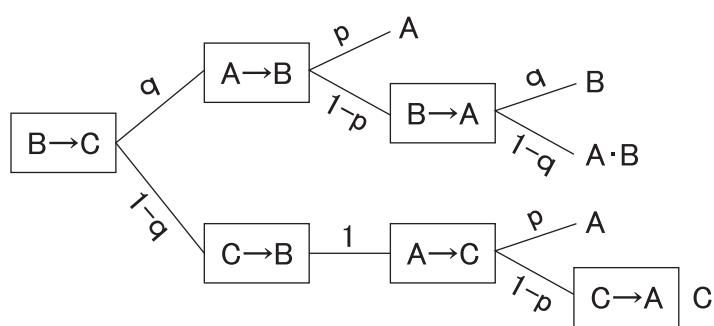 p A
A→B
q
q B
1-p
B→A
B→C
1-q
A·B
1-q
p A
1
C→B
A→C
1-p
C→A C